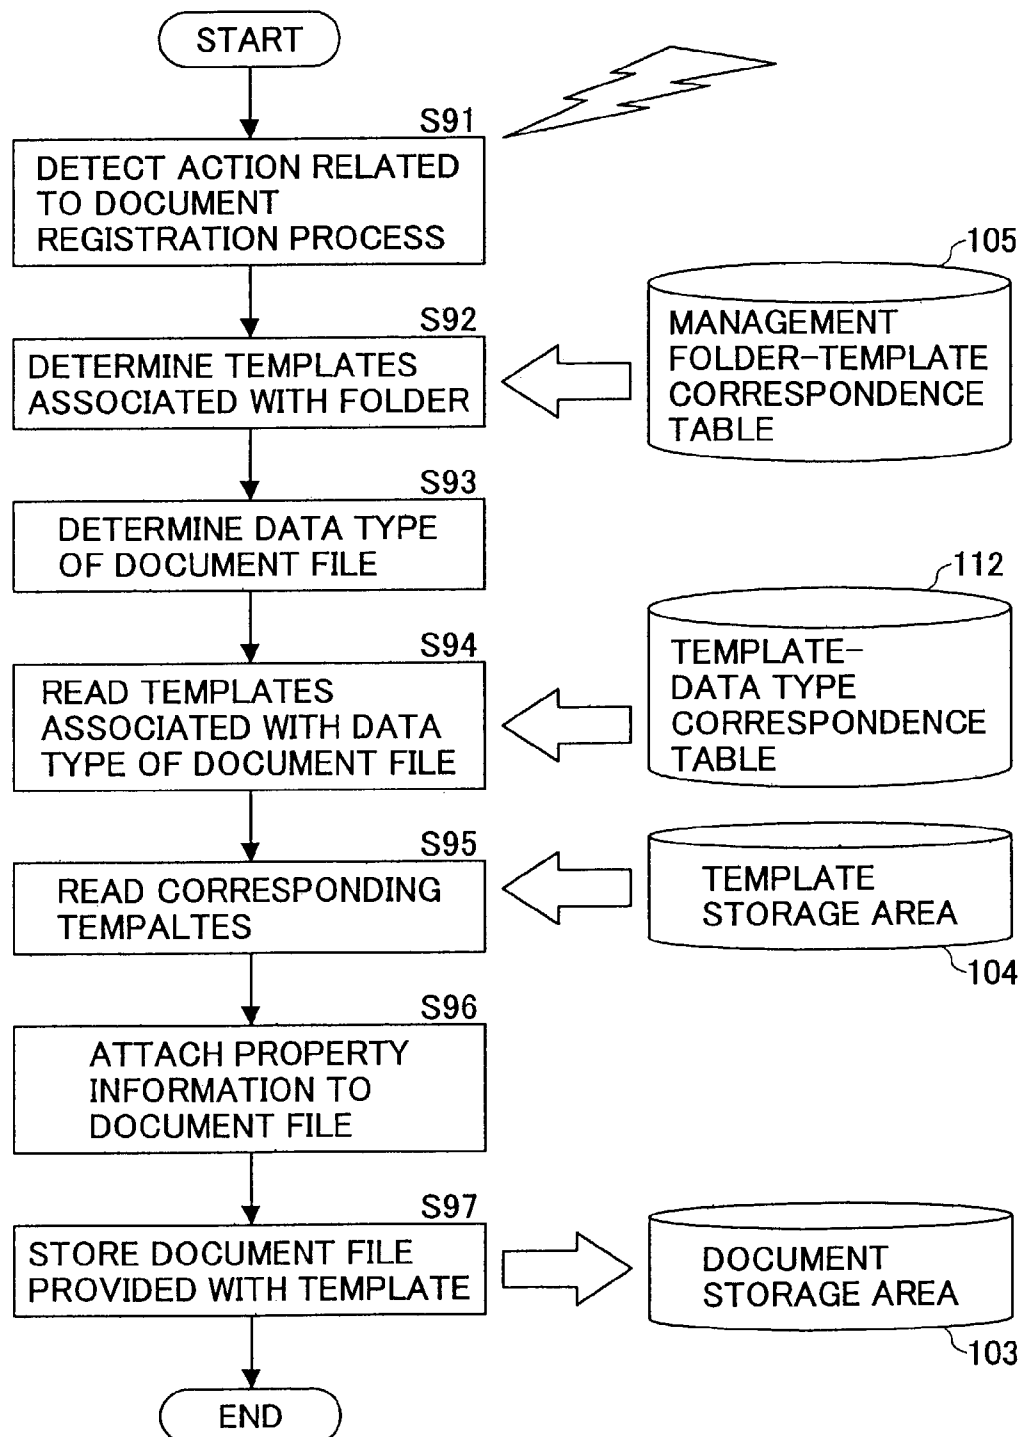 START
S91
DETECT ACTION RELATED
TO DOCUMENT
REGISTRATION PROCESS
105
MANAGEMENT
FOLDER-TEMPLATE
CORRESPONDENCE
TABLE
S92
DETERMINE TEMPLATES
ASSOCIATED WITH FOLDER
S93
DETERMINE DATA TYPE
OF DOCUMENT FILE
112
TEMPLATE-
DATA TYPE
CORRESPONDENCE
TABLE
S94
READ TEMPLATES
ASSOCIATED WITH DATA
TYPE OF DOCUMENT FILE
S95
READ CORRESPONDING
TEMPALTES
TEMPLATE
STORAGE AREA
104
S96
ATTACH PROPERTY
INFORMATION TO
DOCUMENT FILE
S97
STORE DOCUMENT FILE
PROVIDED WITH TEMPLATE
DOCUMENT
STORAGE AREA
103
END